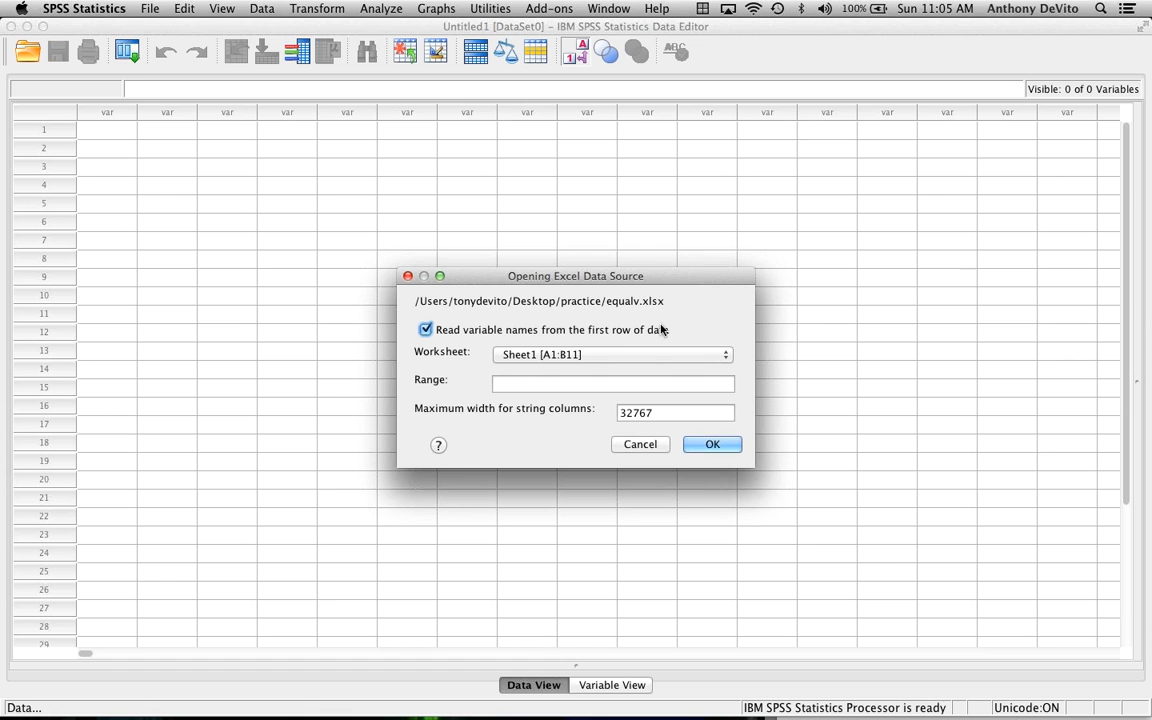 SPSS Statistics File Edit View Data Transform Analyze Graphs Utilities Add-ons Window Help 100% Sun 11:05 AM Anthony DeVito
Untitled1 [DataSet0] – IBM SPSS Statistics Data Editor
A
1
ABC
Visible: 0 of 0 Variables
var var var var var var var var var var var var var var var var var
1
2
3
4
5
6
7
8
9
10
11
12
13
14
15
16
17
18
19
20
21
22
23
24
25
26
27
28
29
Opening Excel Data Source
/Users/tonydevito/Desktop/practice/equalv.xlsx
Read variable names from the first row of data.
Worksheet: Sheet1 [A1:B11]
Range:
Maximum width for string columns: 32767
? Cancel OK
Data View Variable View
Data... IBM SPSS Statistics Processor is ready Unicode:ON